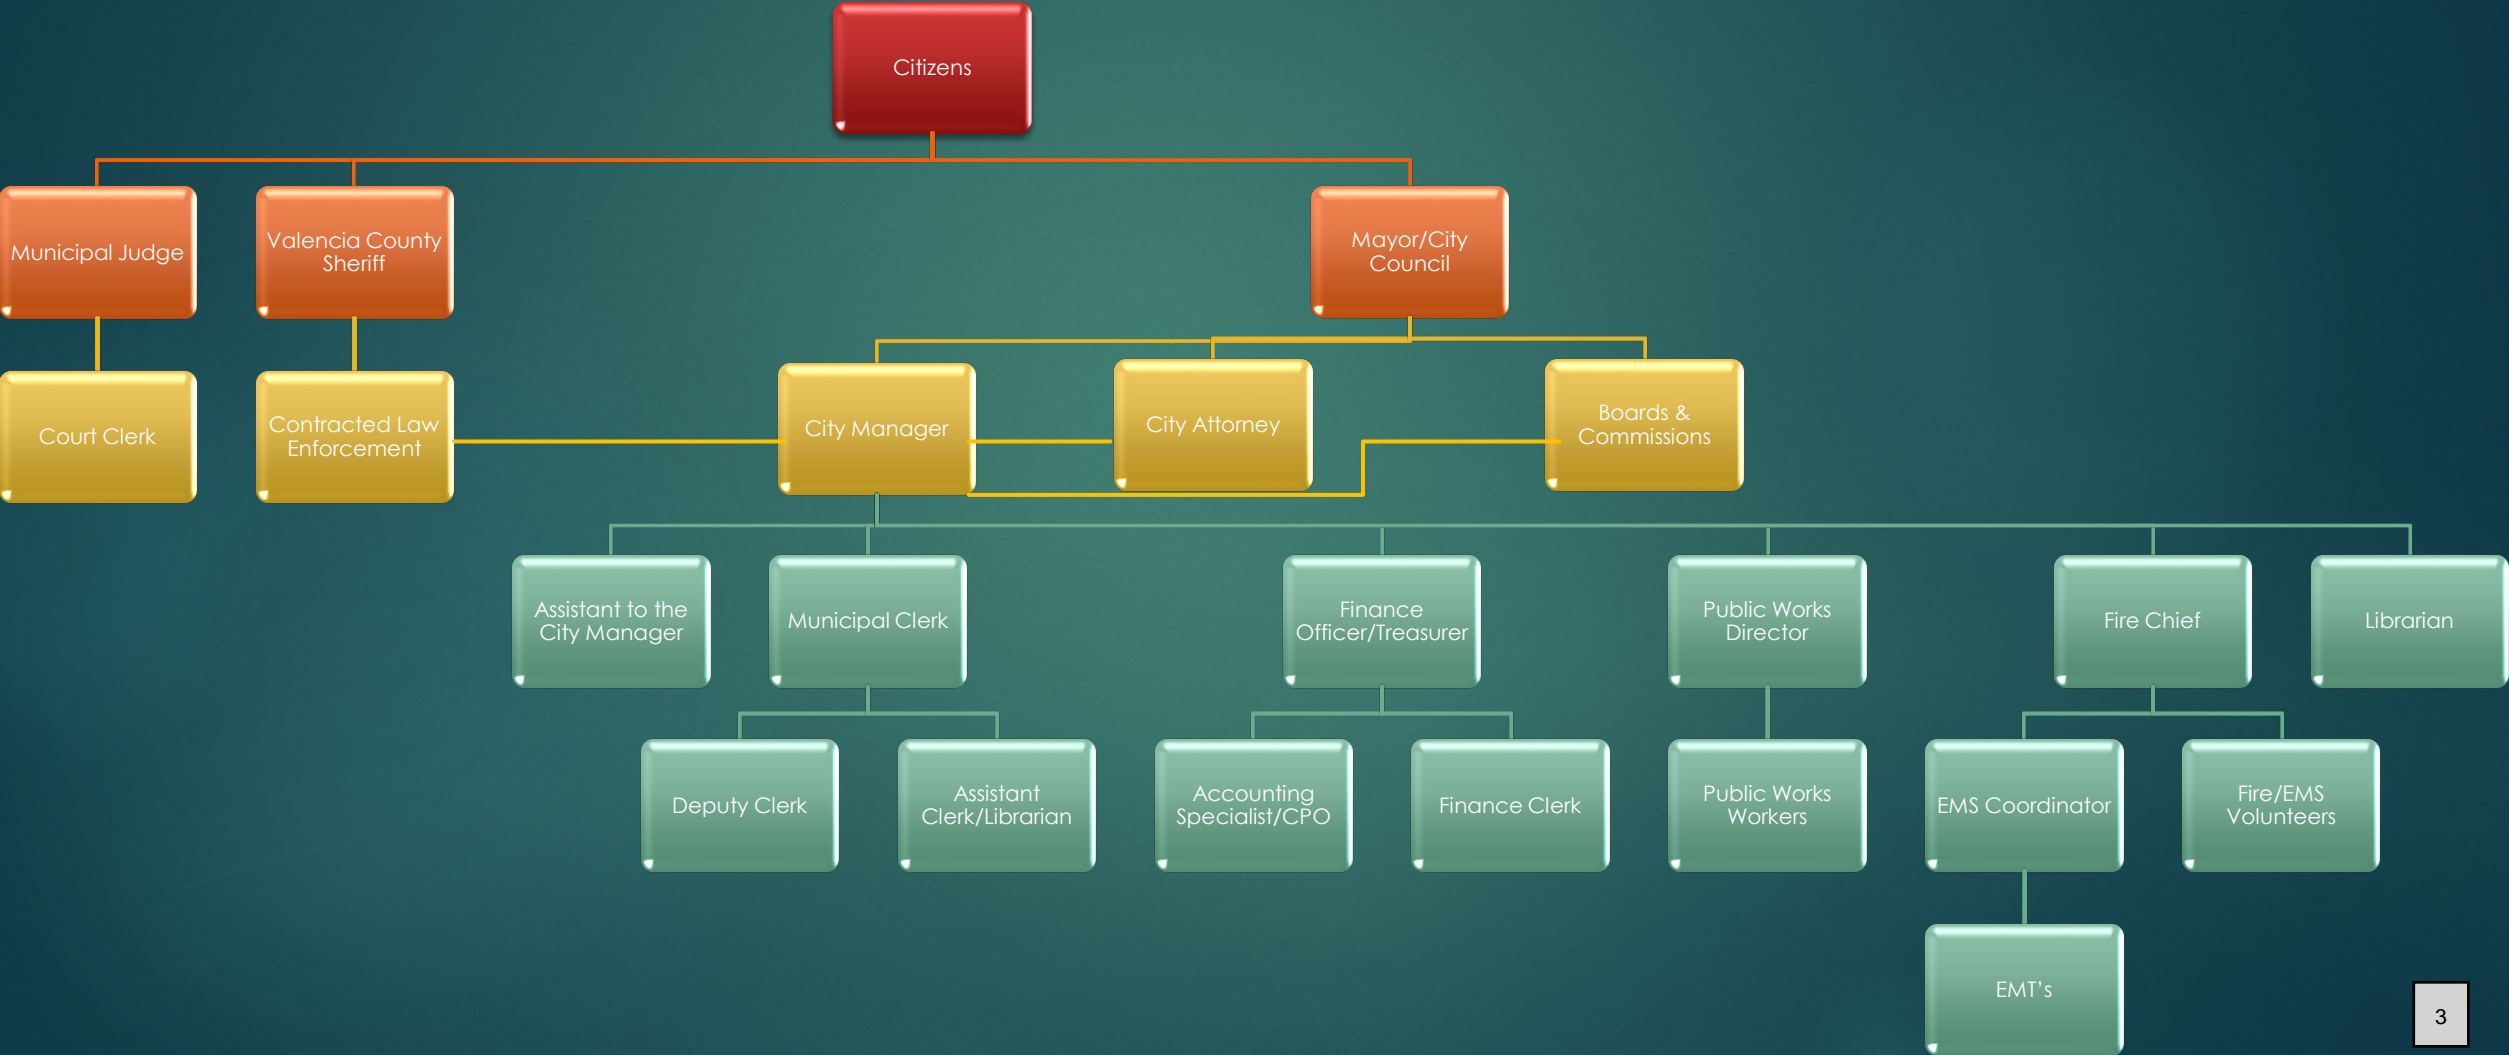 Citizens
Municipal Judge
Valencia County
Sheriff
Mayor/City
Council
Court Clerk
Contracted Law
Enforcement
City Manager
City Attorney
Boards &
Commissions
Assistant to the
City Manager
Municipal Clerk
Finance
Officer/Treasurer
Public Works
Director
Fire Chief
Librarian
Deputy Clerk
Assistant
Clerk/Librarian
Accounting
Specialist/CPO
Finance Clerk
Public Works
Workers
EMS Coordinator
Fire/EMS
Volunteers
EMT’s
3